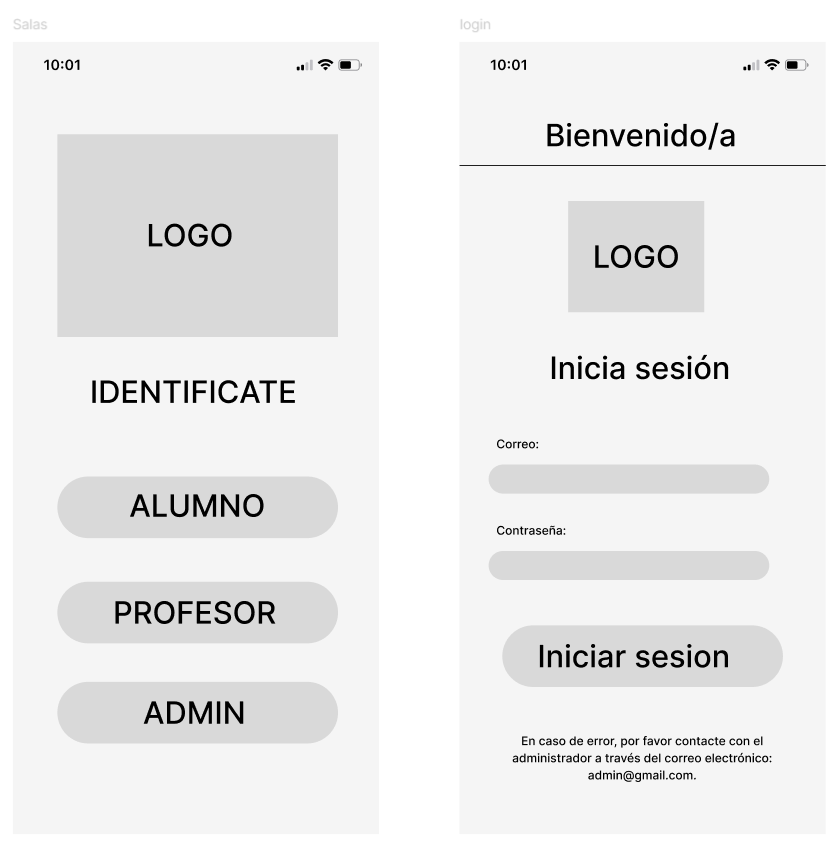 Salas
10:01
LOGO
IDENTIFICATE
ALUMNO
PROFESOR
ADMIN
login
10:01
Bienvenido/a
LOGO
Inicia sesión
Correo:
Contraseña:
Iniciar sesion
En caso de error, por favor contacte con el
administrador a través del correo electrónico:
admin@gmail.com.